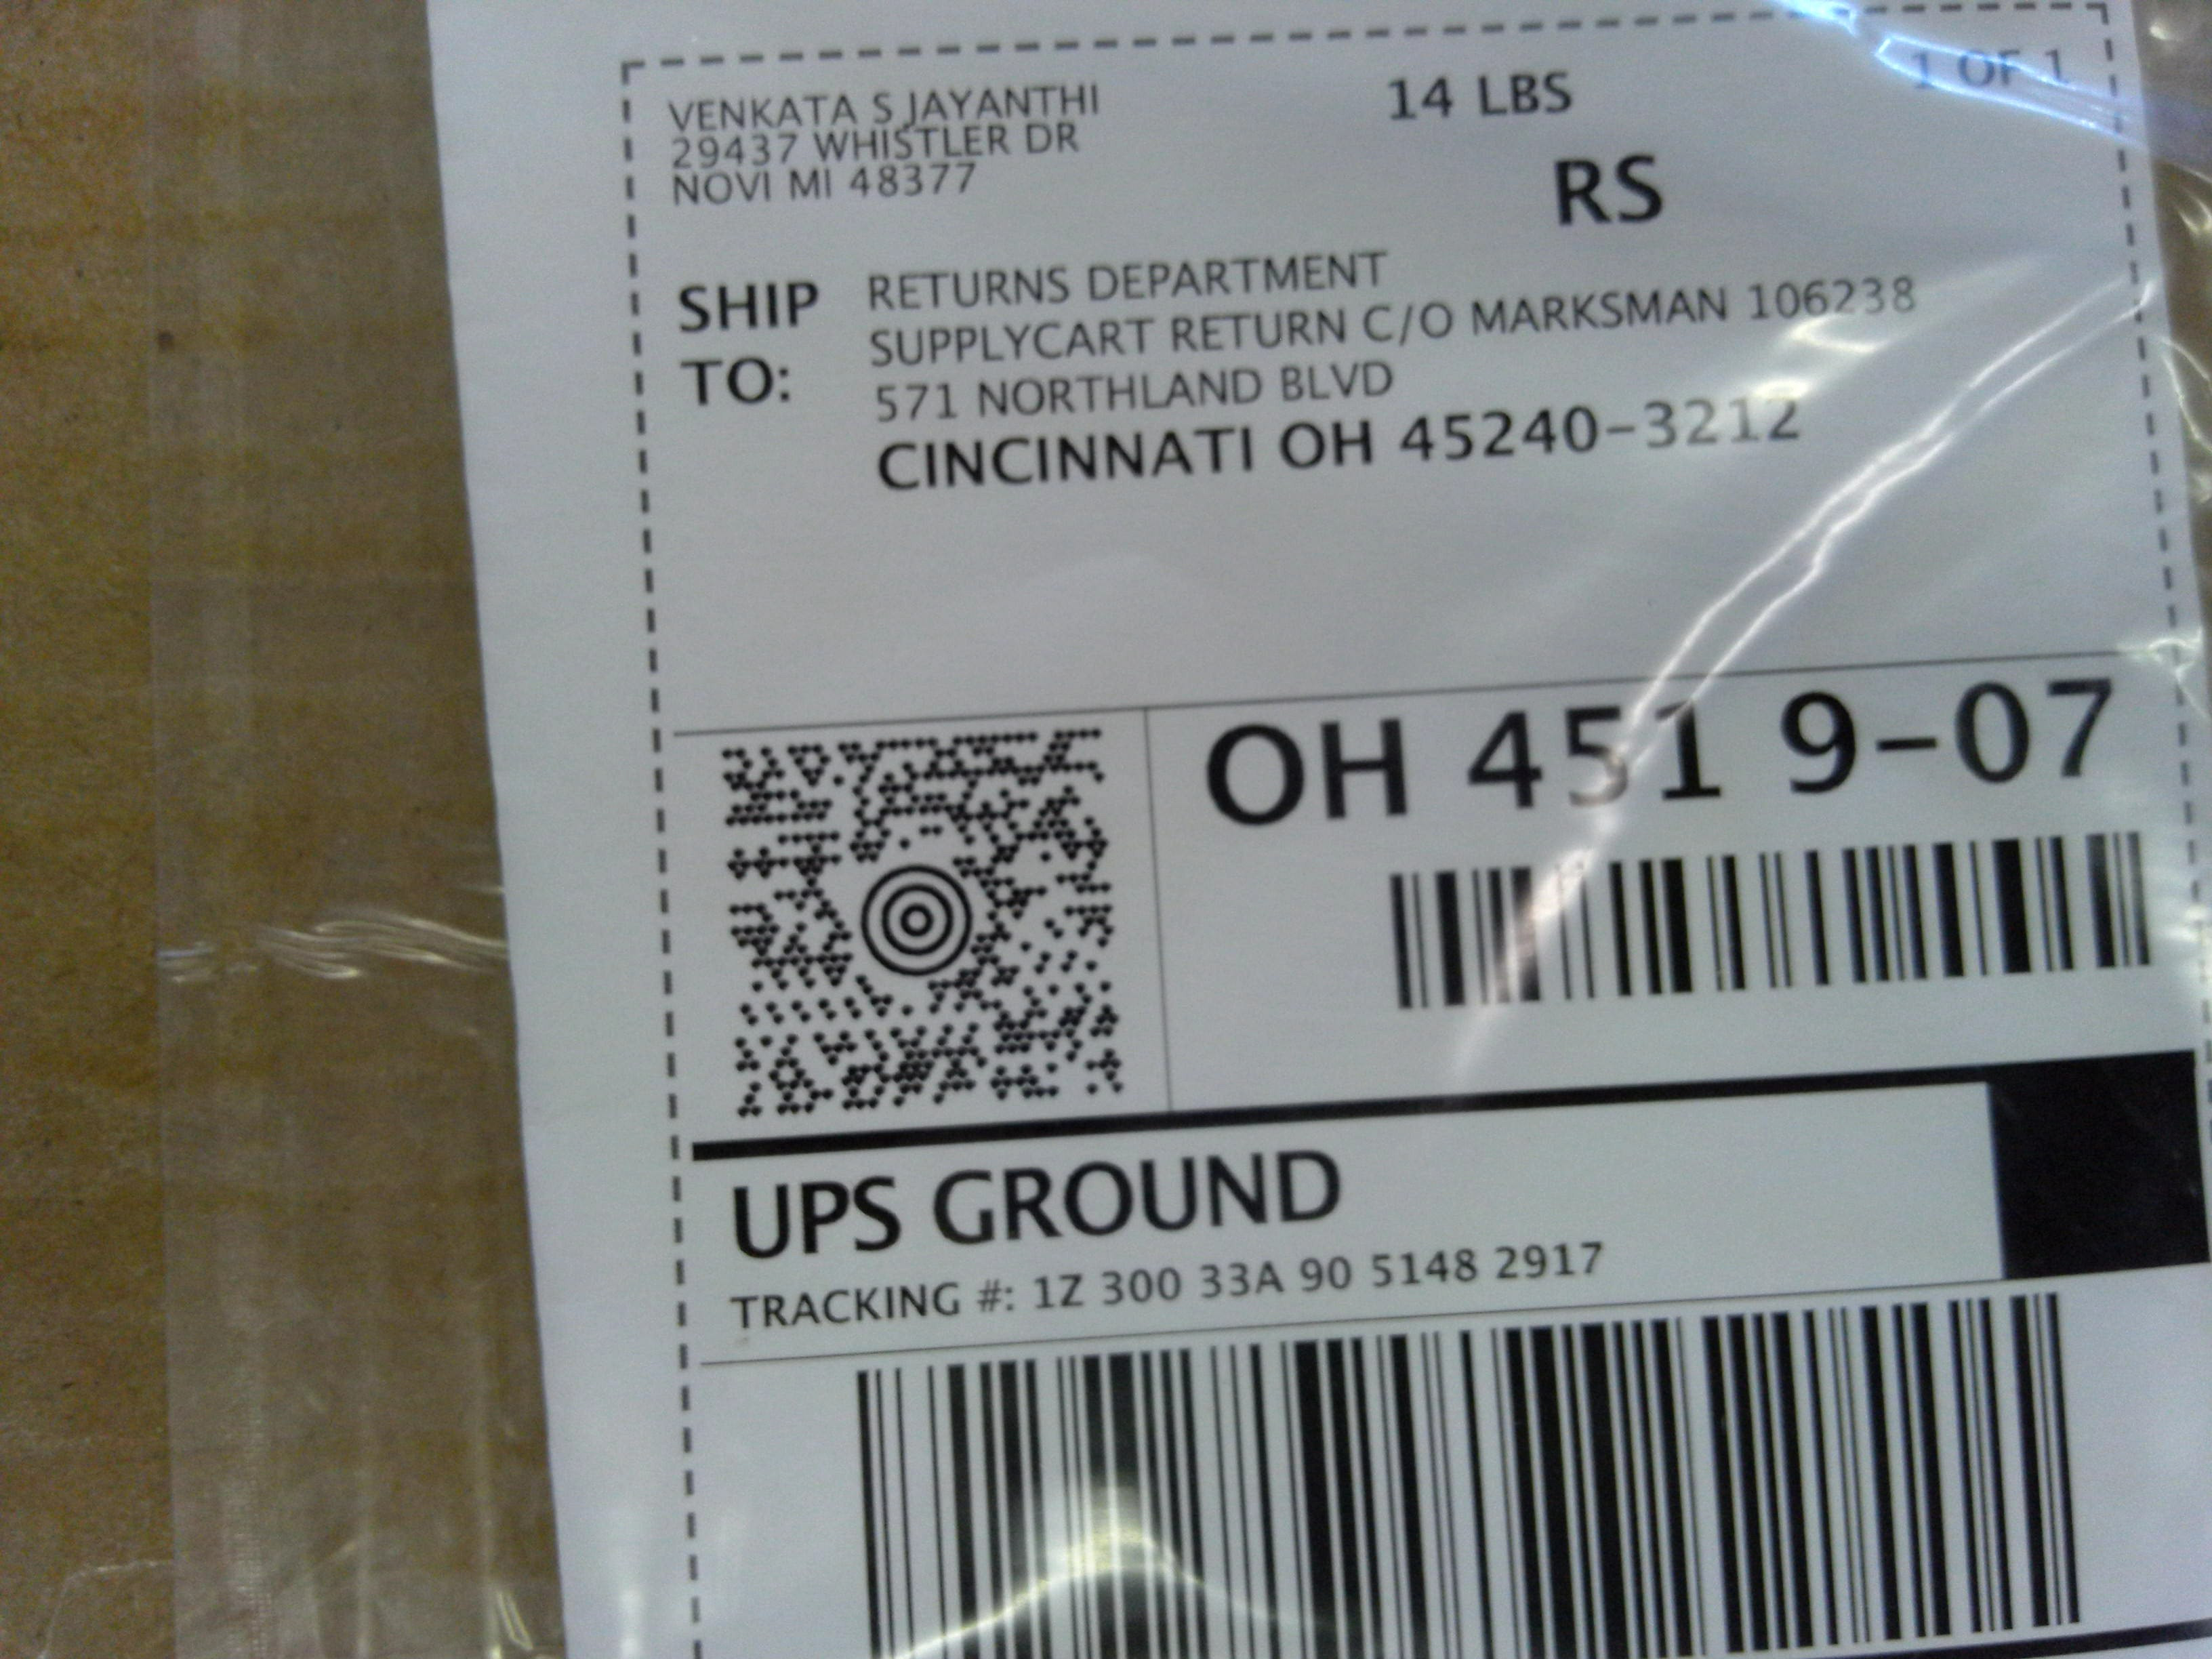 VENKATA S JAYANTHI
29437 WHISTLER DR
NOVI MI 48377
14 LBS
1 OF 1
RS
SHIP TO:
RETURNS DEPARTMENT
SUPPLYCART RETURN C/O MARKSMAN 106238
571 NORTHLAND BLVD
CINCINNATI OH 45240-3212
OH 451 9-07
UPS GROUND
TRACKING #: 1Z 300 33A 90 5148 2917